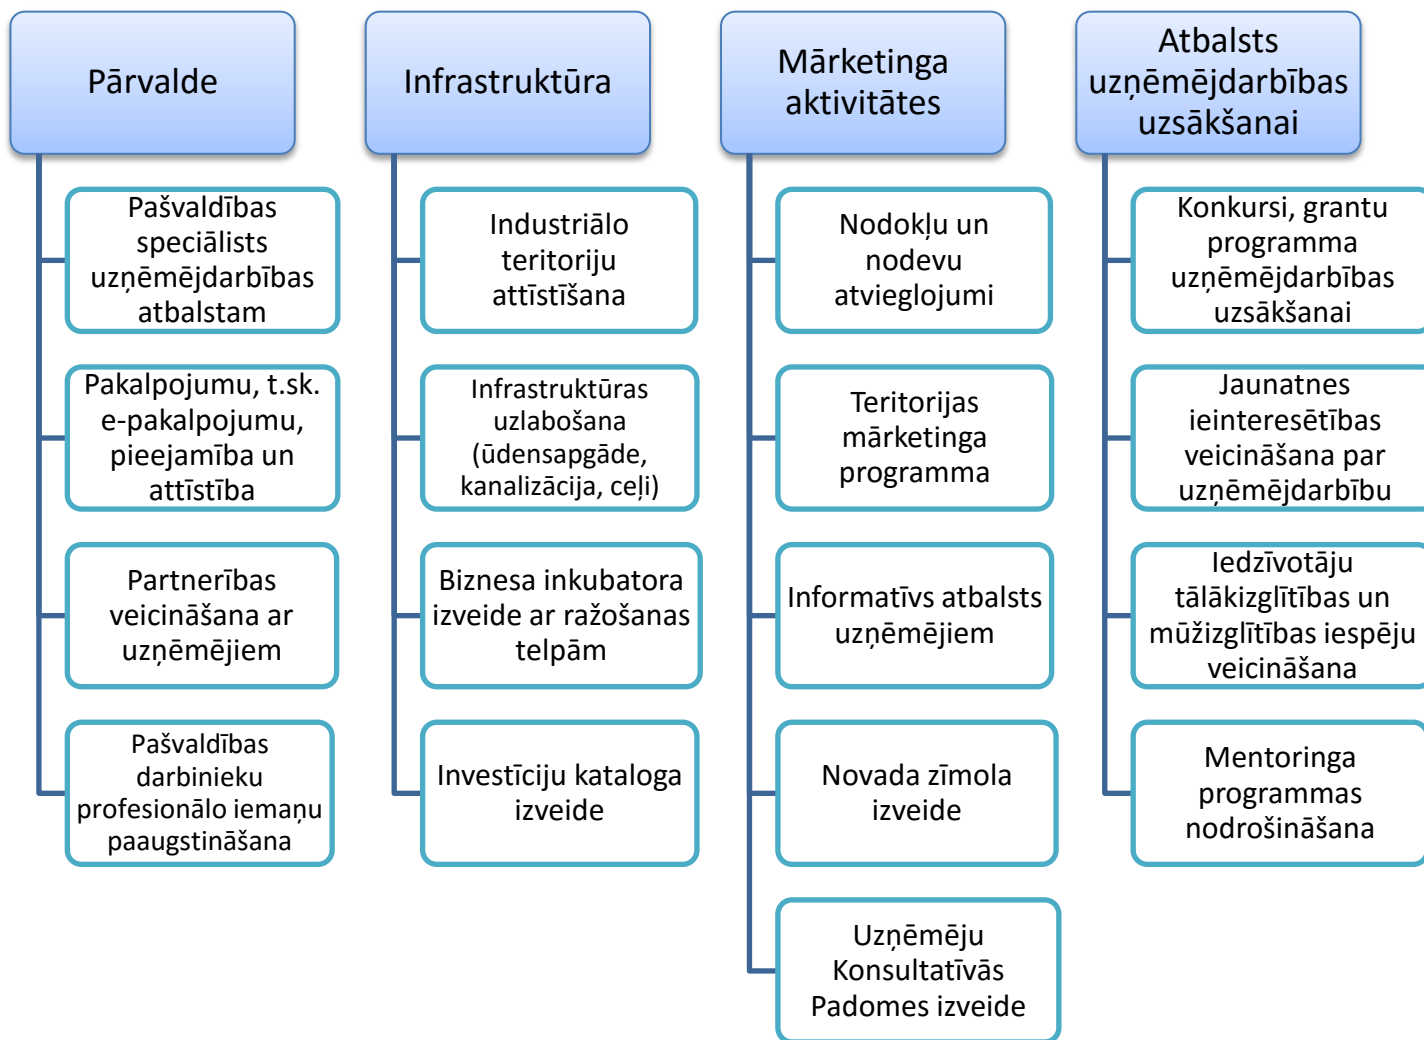 Pārvalde
Pašvaldības
speciālists
uzņēmējdarbības
atbalstam
Pakalpojumu, t.sk.
e-pakalpojumu,
pieejamība un
attīstība
Partnerības
veicināšana ar
uzņēmējiem
Pašvaldības
darbinieku
profesionālo iemaņu
paaugstināšana
Infrastruktūra
Industriālo
teritoriju
attīstīšana
Infrastruktūras
uzlabošana
(ūdensapgāde,
kanalizācija, ceļi)
Biznesa inkubatora
izveide ar ražošanas
telpām
Investīciju kataloga
izveide
Mārketinga
aktivitātes
Nodokļu un
nodevu
atvieglojumi
Teritorijas
mārketinga
programma
Informatīvs atbalsts
uzņēmējiem
Novada zīmola
izveide
Uzņēmēju
Konsultatīvās
Padomes izveide
Atbalsts
uzņēmējdarbības
uzsākšanai
Konkursi, grantu
programma
uzņēmējdarbības
uzsākšanai
Jaunatnes
ieinteresētības
veicināšana par
uzņēmējdarbību
Iedzīvotāju
tālākizglītības un
mūžizglītības iespēju
veicināšana
Mentoringa
programmas
nodrošināšana